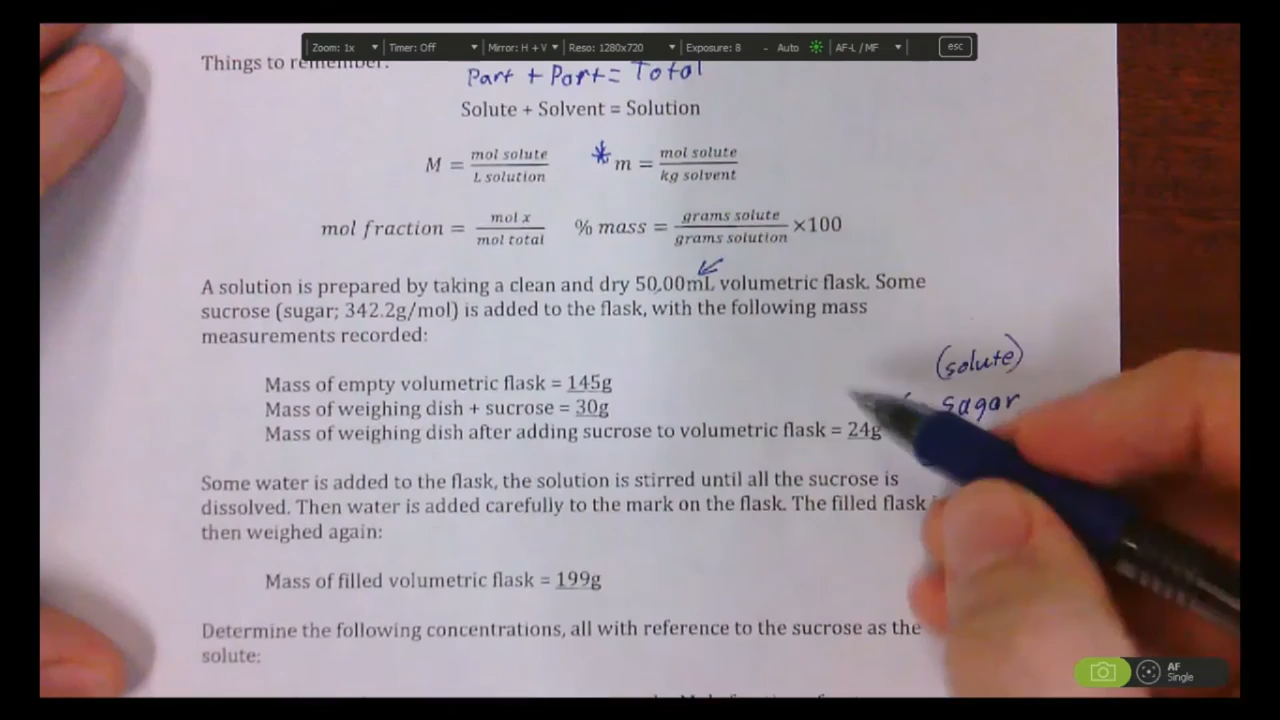 Zoom: 1x Timer: Off Mirror: H + V Reso: 1280x720 Exposure: 8 - Auto AF-L / MF esc
Things to remember:
Part + Part = Total
Solute + Solvent = Solution
M = mol solute / L solution * m = mol solute / kg solvent
mol fraction = mol x / mol total % mass = grams solute / grams solution ×100
A solution is prepared by taking a clean and dry 50.00mL volumetric flask. Some
sucrose (sugar; 342.2g/mol) is added to the flask, with the following mass
measurements recorded:
(solute)
Mass of empty volumetric flask = 145g
sagar
Mass of weighing dish + sucrose = 30g
Mass of weighing dish after adding sucrose to volumetric flask = 24g
Some water is added to the flask, the solution is stirred until all the sucrose is
dissolved. Then water is added carefully to the mark on the flask. The filled flask
then weighed again:
Mass of filled volumetric flask = 199g
Determine the following concentrations, all with reference to the sucrose as the
solute:
AF
Single